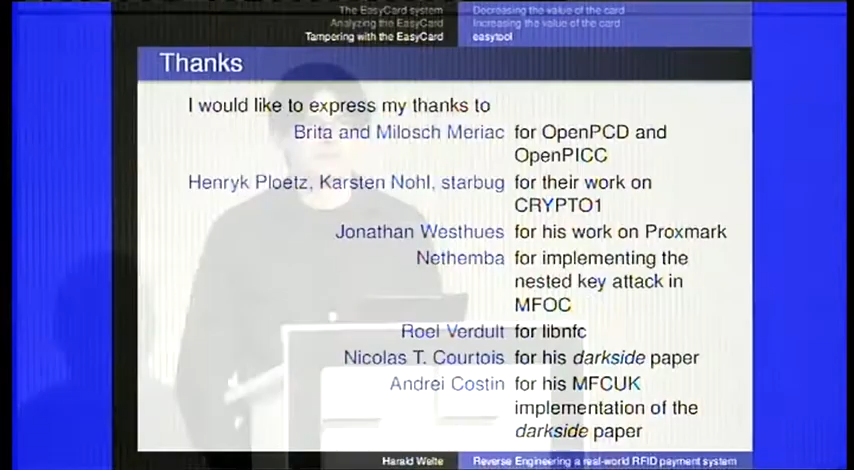 The EasyCard system
Analyzing the EasyCard
Tampering with the EasyCard
Decreasing the value of the card
Increasing the value of the card
easytool
Thanks
I would like to express my thanks to
Brita and Milosch Meriac for OpenPCD and
OpenPICC
Henryk Ploetz, Karsten Nohl, starbug for their work on
CRYPTO1
Jonathan Westhues for his work on Proxmark
Nethemba for implementing the
nested key attack in
MFOC
Roel Verdult for libnfc
Nicolas T. Courtois for his darkside paper
Andrei Costin for his MFCUK
implementation of the
darkside paper
Harald Welte Reverse Engineering a real-world RFID payment system